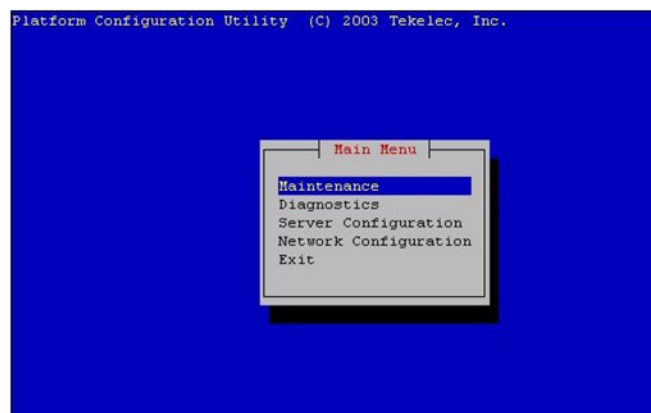 Platform Configuration Utility (C) 2003 Tekelec, Inc.
Main Menu
Maintenance
Diagnostics
Server Configuration
Network Configuration
Exit